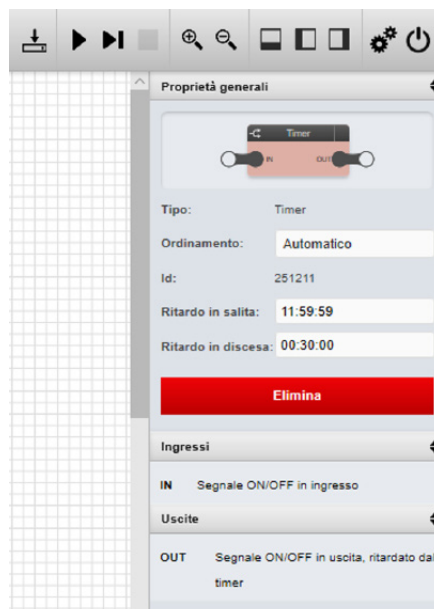 Proprietà generali
Timer
IN
OUT
Tipo: Timer
Ordinamento: Automatico
Id: 251211
Ritardo in salita: 11:59:59
Ritardo in discesa: 00:30:00
Elimina
Ingressi
IN Segnale ON/OFF in ingresso
Uscite
OUT Segnale ON/OFF in uscita, ritardato dal
timer